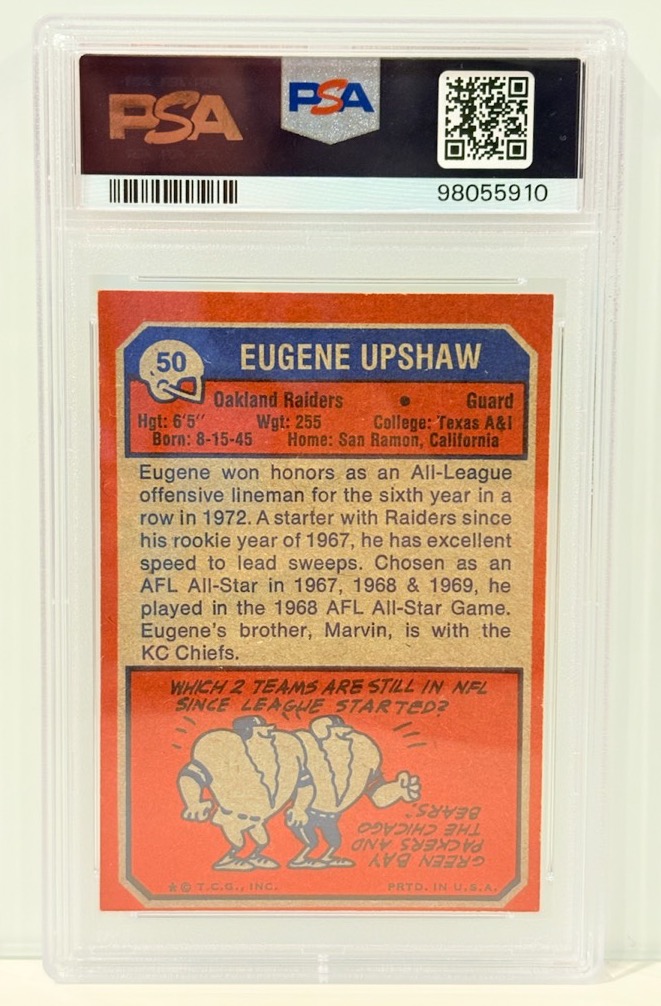 PSA PSA
98055910
50 EUGENE UPSHAW
Oakland Raiders • Guard
Hgt: 6'5" Wgt: 255 College: Texas A&I
Born: 8-15-45 Home: San Ramon, California
Eugene won honors as an All-League
offensive lineman for the sixth year in a
row in 1972. A starter with Raiders since
his rookie year of 1967, he has excellent
speed to lead sweeps. Chosen as an
AFL All-Star in 1967, 1968 & 1969, he
played in the 1968 AFL All-Star Game.
Eugene's brother, Marvin, is with the
KC Chiefs.
WHICH 2 TEAMS ARE STILL IN NFL
SINCE LEAGUE STARTED?
GREEN BAY
PACKERS AND
THE CHICAGO
BEARS.
*© T.C.G., INC. PRTD. IN U.S.A.